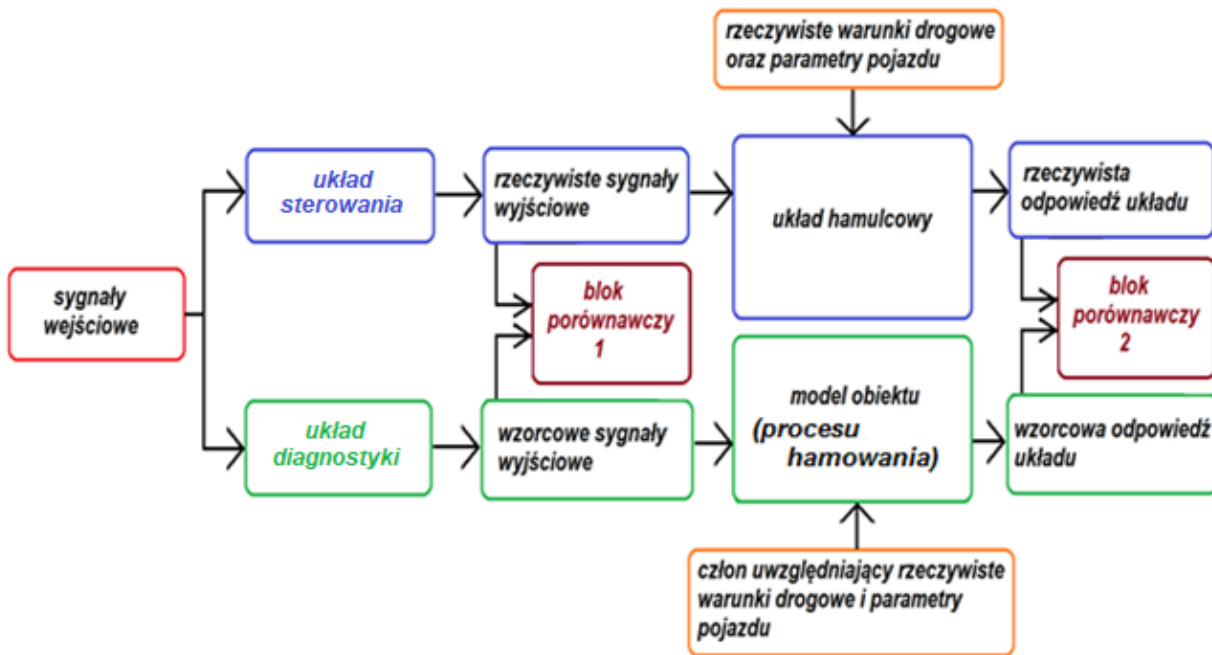 rzeczywiste warunki drogowe
oraz parametry pojazdu
układ
sterowania
rzeczywiste sygnały
wyjściowe
układ hamulcowy
rzeczywista
odpowiedź układu
sygnały
wejściowe
blok
porównawczy
1
blok
porównawczy
2
układ
diagnostyki
wzorcowe sygnały
wyjściowe
model obiektu
(procesu
hamowania)
wzorcowa odpowiedź
układu
człon uwzględniający rzeczywiste
warunki drogowe i parametry
pojazdu